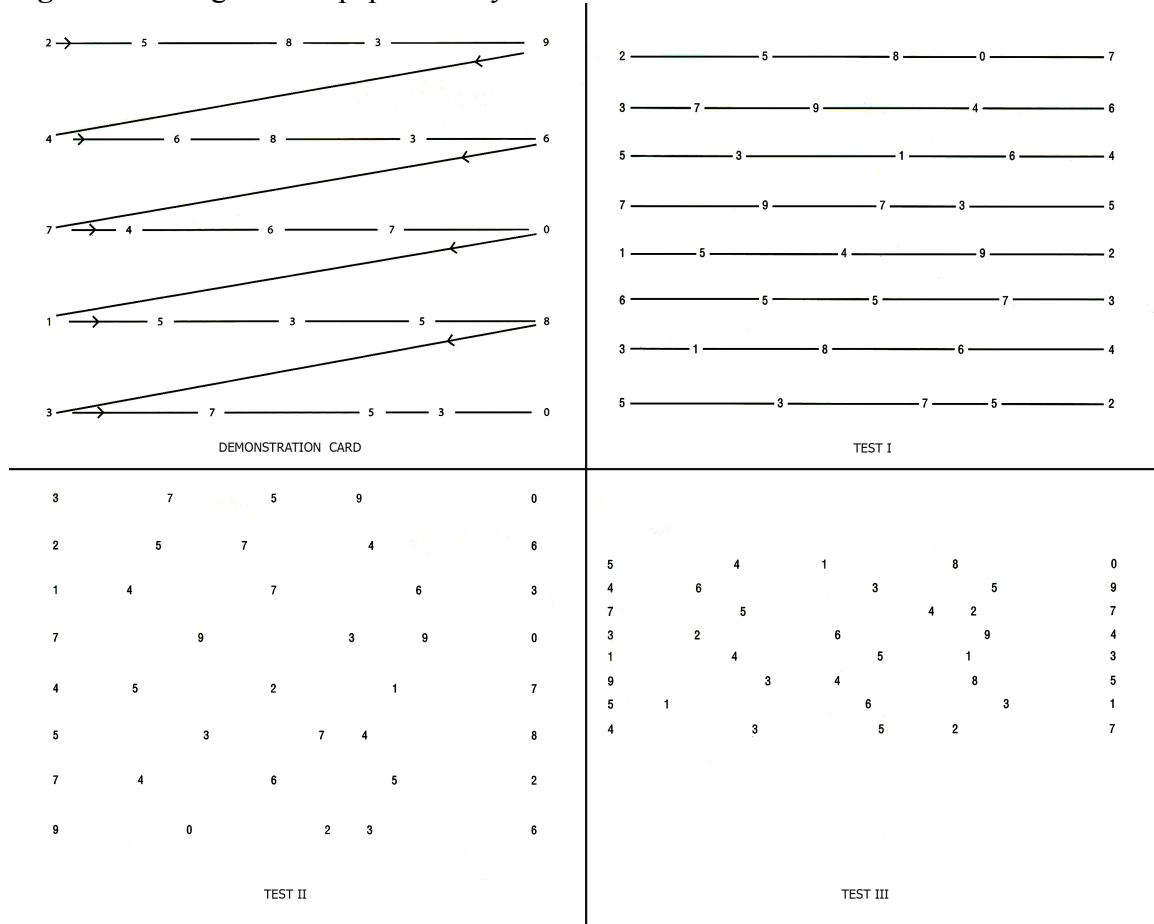 2 5 8 3 9
4 6 8 3 6
7 4 6 7 0
1 5 3 5 8
3 7 5 3 0
DEMONSTRATION CARD
2 5 8 0 7
3 7 9 4 6
5 3 1 6 4
7 9 7 3 5
1 5 4 9 2
6 5 5 7 3
3 1 8 6 4
5 3 7 5 2
TEST I
3 7 5 9 0
2 5 7 4 6
1 4 7 6 3
7 9 3 9 0
4 5 2 1 7
5 3 7 4 8
7 4 6 5 2
9 0 2 3 6
TEST II
5 4 1 8 0
4 6 3 5 9
7 5 4 2 7
3 2 6 9 4
1 4 5 1 3
9 3 4 8 5
5 1 6 3 1
4 3 5 2 7
TEST III